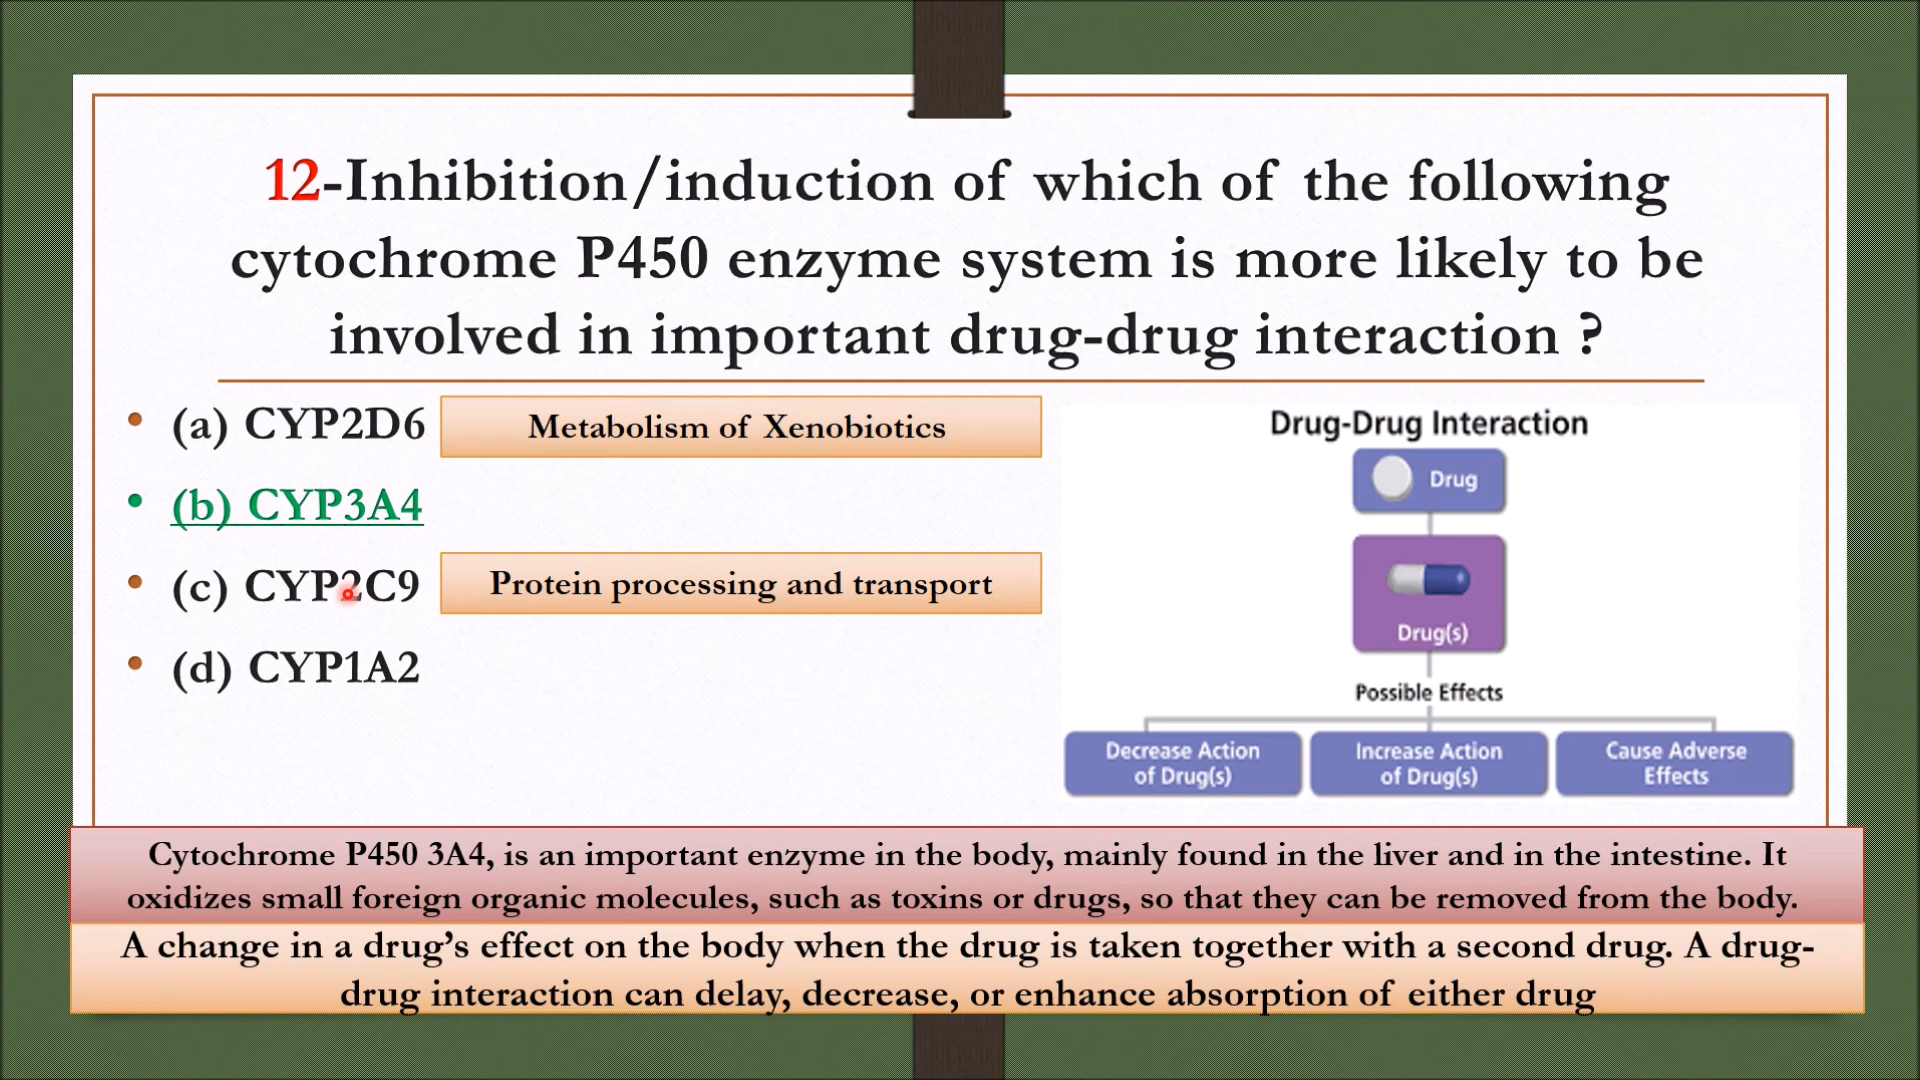 12-Inhibition/induction of which of the following
cytochrome P450 enzyme system is more likely to be
involved in important drug-drug interaction ?
• (a) CYP2D6
Metabolism of Xenobiotics
• (b) CYP3A4
• (c) CYP2C9
Protein processing and transport
• (d) CYP1A2
Drug-Drug Interaction
Drug
Drug(s)
Possible Effects
Decrease Action
of Drug(s)
Increase Action
of Drug(s)
Cause Adverse
Effects
Cytochrome P450 3A4, is an important enzyme in the body, mainly found in the liver and in the intestine. It
oxidizes small foreign organic molecules, such as toxins or drugs, so that they can be removed from the body.
A change in a drug’s effect on the body when the drug is taken together with a second drug. A drug-
drug interaction can delay, decrease, or enhance absorption of either drug